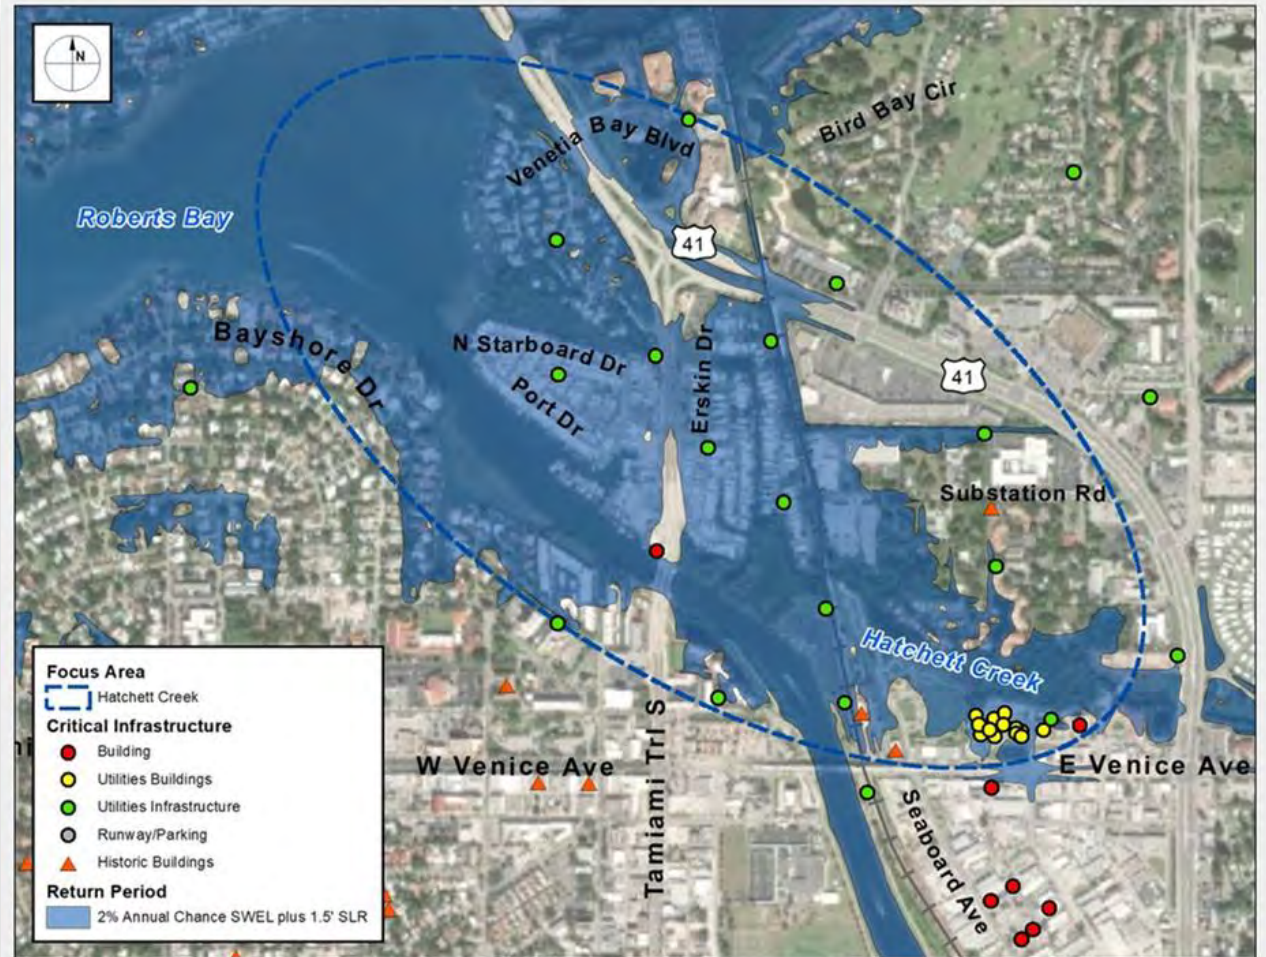 N
Bird Bay Cir
Venetia Bay Blvd
Roberts Bay
41
Bayshore Dr
N Starboard Dr
Port Dr
Erskin Dr
41
Substation Rd
Hatchett Creek
W Venice Ave
E Venice Ave
Tamiami Trl S
Seaboard Ave
Focus Area
Hatchett Creek
Critical Infrastructure
Building
Utilities Buildings
Utilities Infrastructure
Runway/Parking
Historic Buildings
Return Period
2% Annual Chance SWEL plus 1.5' SLR